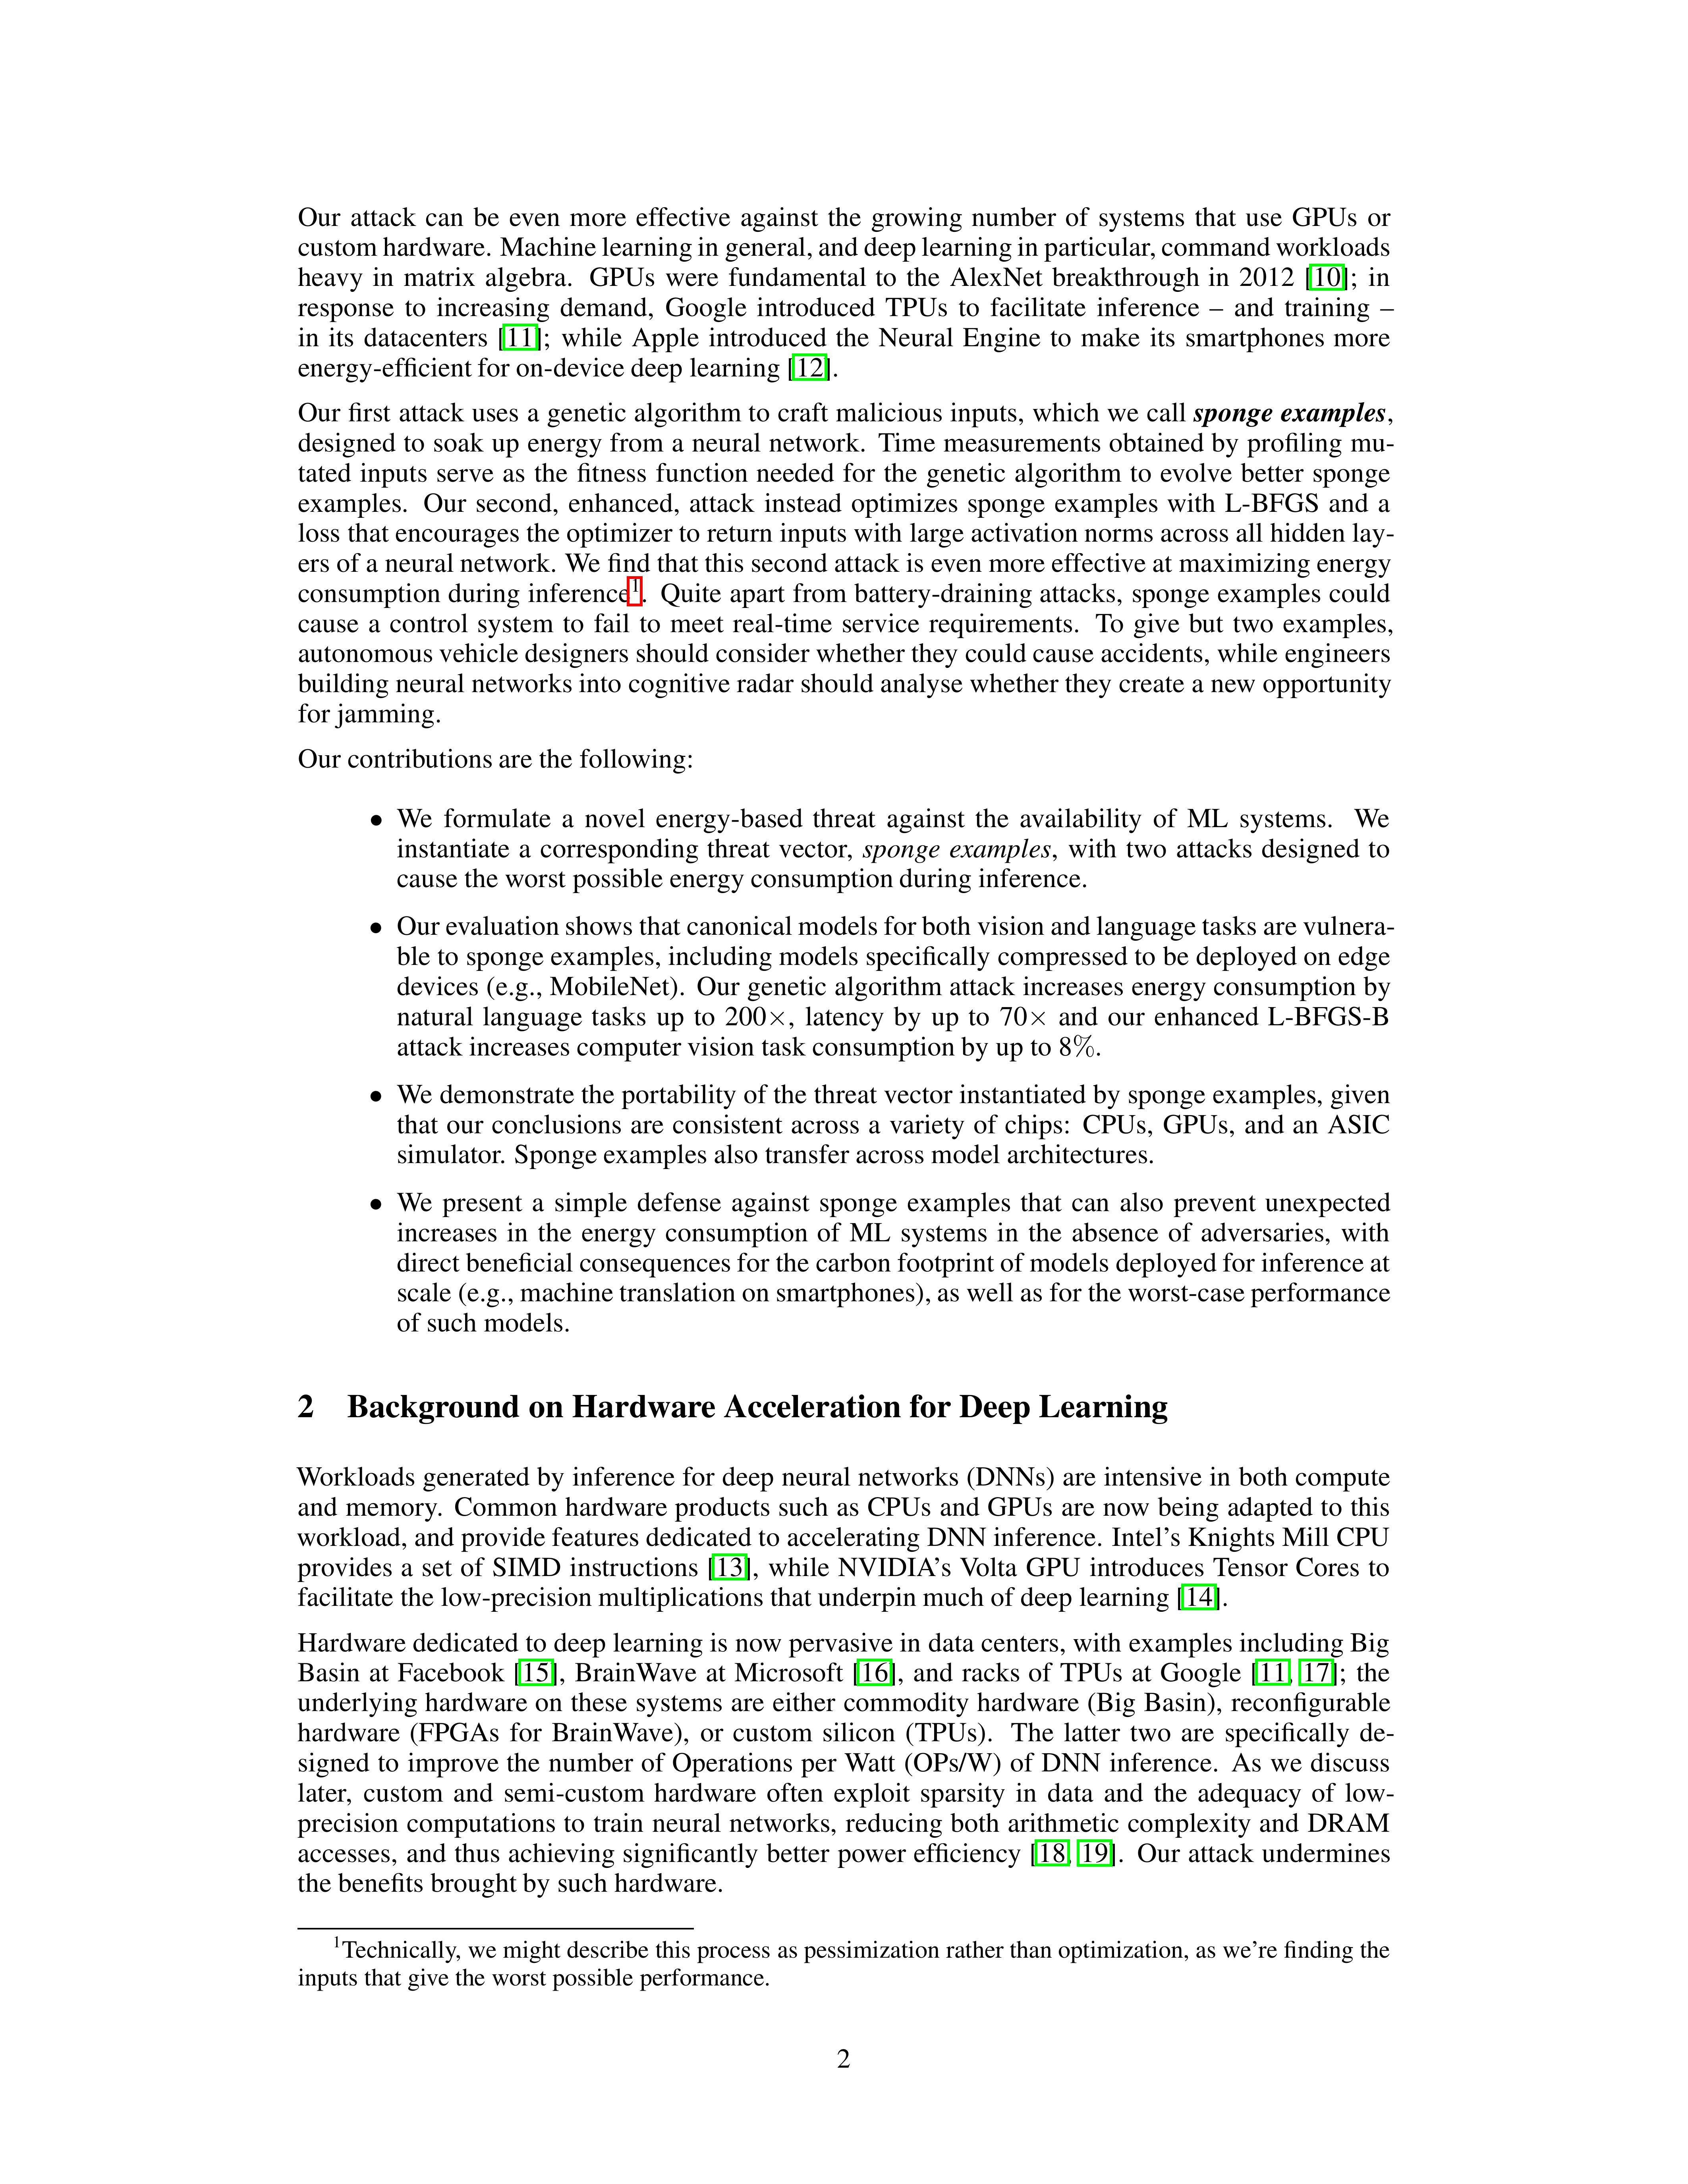 Our attack can be even more effective against the growing number of systems that use GPUs or
custom hardware. Machine learning in general, and deep learning in particular, command workloads
heavy in matrix algebra. GPUs were fundamental to the AlexNet breakthrough in 2012 [10]; in
response to increasing demand, Google introduced TPUs to facilitate inference – and training –
in its datacenters [11]; while Apple introduced the Neural Engine to make its smartphones more
energy-efficient for on-device deep learning [12].
Our first attack uses a genetic algorithm to craft malicious inputs, which we call sponge examples,
designed to soak up energy from a neural network. Time measurements obtained by profiling mu-
tated inputs serve as the fitness function needed for the genetic algorithm to evolve better sponge
examples. Our second, enhanced, attack instead optimizes sponge examples with L-BFGS and a
loss that encourages the optimizer to return inputs with large activation norms across all hidden lay-
ers of a neural network. We find that this second attack is even more effective at maximizing energy
consumption during inference1. Quite apart from battery-draining attacks, sponge examples could
cause a control system to fail to meet real-time service requirements. To give but two examples,
autonomous vehicle designers should consider whether they could cause accidents, while engineers
building neural networks into cognitive radar should analyse whether they create a new opportunity
for jamming.
Our contributions are the following:
• We formulate a novel energy-based threat against the availability of ML systems. We
instantiate a corresponding threat vector, sponge examples, with two attacks designed to
cause the worst possible energy consumption during inference.
• Our evaluation shows that canonical models for both vision and language tasks are vulnera-
ble to sponge examples, including models specifically compressed to be deployed on edge
devices (e.g., MobileNet). Our genetic algorithm attack increases energy consumption by
natural language tasks up to 200×, latency by up to 70× and our enhanced L-BFGS-B
attack increases computer vision task consumption by up to 8%.
• We demonstrate the portability of the threat vector instantiated by sponge examples, given
that our conclusions are consistent across a variety of chips: CPUs, GPUs, and an ASIC
simulator. Sponge examples also transfer across model architectures.
• We present a simple defense against sponge examples that can also prevent unexpected
increases in the energy consumption of ML systems in the absence of adversaries, with
direct beneficial consequences for the carbon footprint of models deployed for inference at
scale (e.g., machine translation on smartphones), as well as for the worst-case performance
of such models.
2 Background on Hardware Acceleration for Deep Learning
Workloads generated by inference for deep neural networks (DNNs) are intensive in both compute
and memory. Common hardware products such as CPUs and GPUs are now being adapted to this
workload, and provide features dedicated to accelerating DNN inference. Intel's Knights Mill CPU
provides a set of SIMD instructions [13], while NVIDIA's Volta GPU introduces Tensor Cores to
facilitate the low-precision multiplications that underpin much of deep learning [14].
Hardware dedicated to deep learning is now pervasive in data centers, with examples including Big
Basin at Facebook [15], BrainWave at Microsoft [16], and racks of TPUs at Google [11, 17]; the
underlying hardware on these systems are either commodity hardware (Big Basin), reconfigurable
hardware (FPGAs for BrainWave), or custom silicon (TPUs). The latter two are specifically de-
signed to improve the number of Operations per Watt (OPs/W) of DNN inference. As we discuss
later, custom and semi-custom hardware often exploit sparsity in data and the adequacy of low-
precision computations to train neural networks, reducing both arithmetic complexity and DRAM
accesses, and thus achieving significantly better power efficiency [18, 19]. Our attack undermines
the benefits brought by such hardware.
1Technically, we might describe this process as pessimization rather than optimization, as we're finding the
inputs that give the worst possible performance.
2